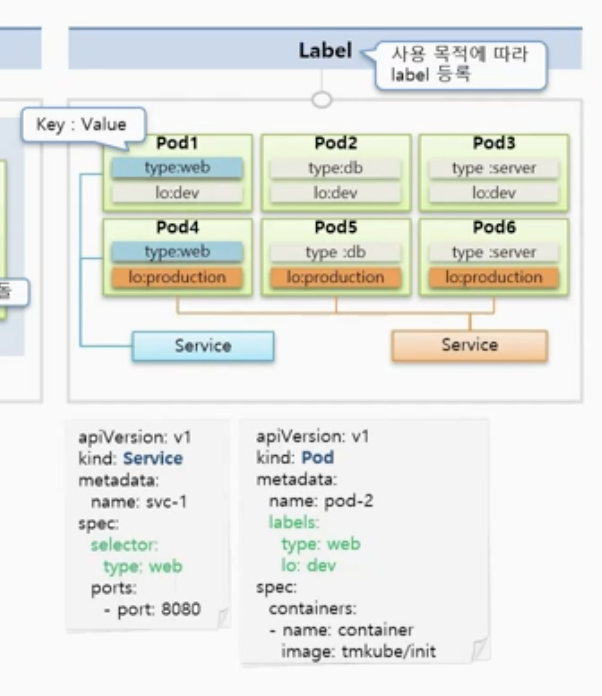 Label
사용 목적에 따라
label 등록
Key : Value
Pod1
type:web
lo:dev
Pod2
type:db
lo:dev
Pod3
type :server
lo:dev
Pod4
type:web
lo:production
Pod5
type :db
lo:production
Pod6
type :server
lo:production
돌
Service
Service
apiVersion: v1
kind: Service
metadata:
name: svc-1
spec:
selector:
type: web
ports:
- port: 8080
apiVersion: v1
kind: Pod
metadata:
name: pod-2
labels:
type: web
lo: dev
spec:
containers:
- name: container
image: tmkube/init